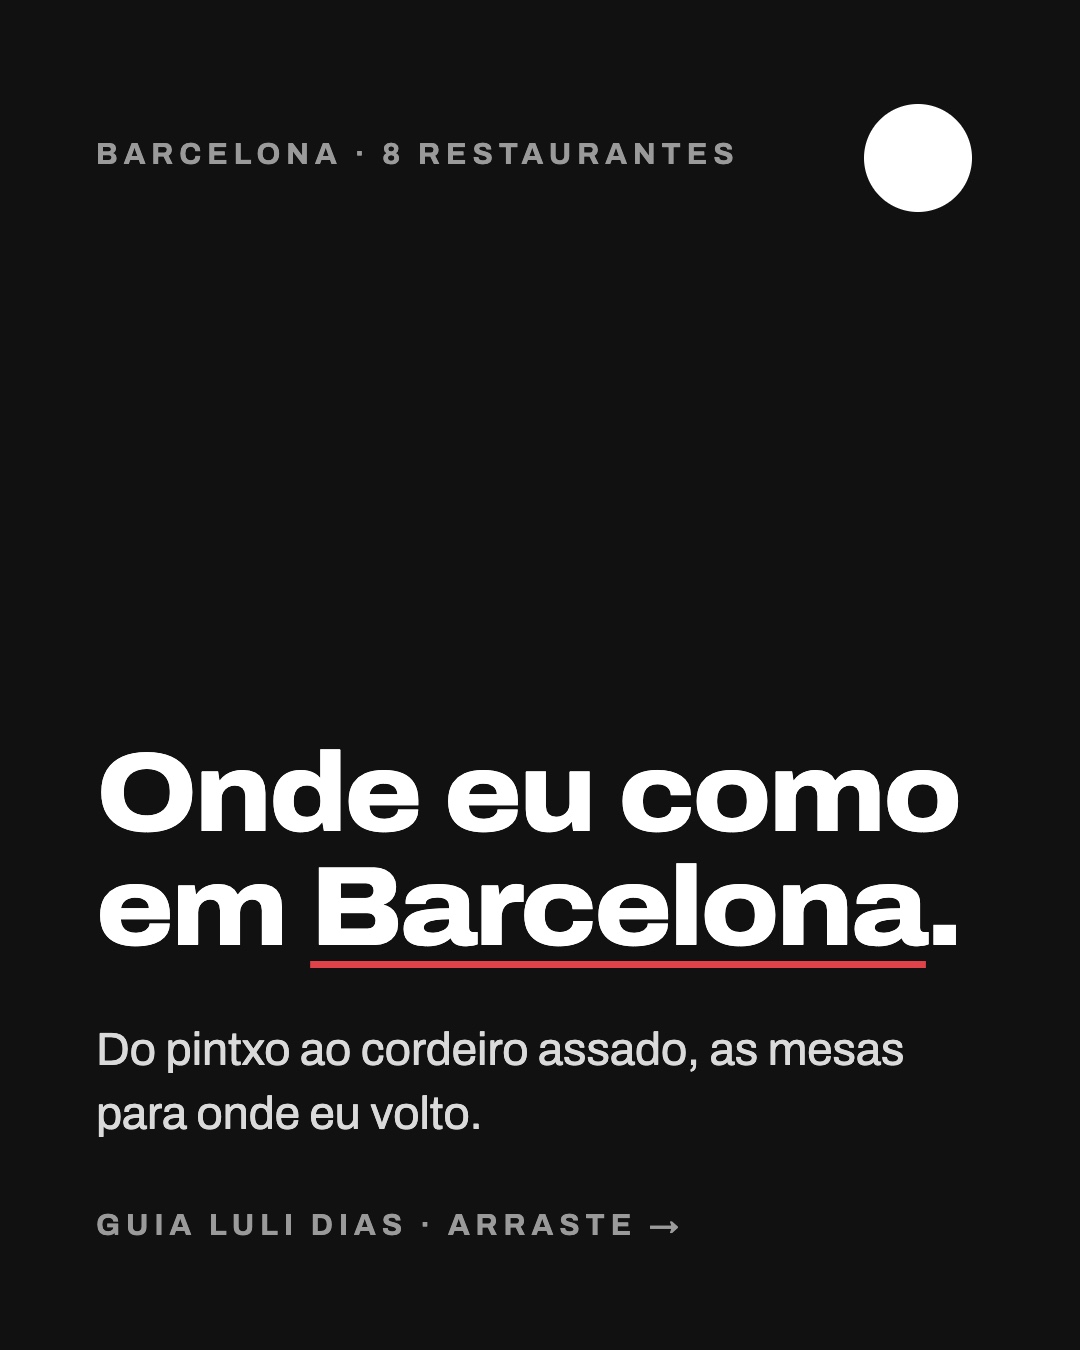 BARCELONA · 8 RESTAURANTES
Onde eu como
em Barcelona.
Do pintxo ao cordeiro assado, as mesas
para onde eu volto.
GUIA LULI DIAS · ARRASTE →